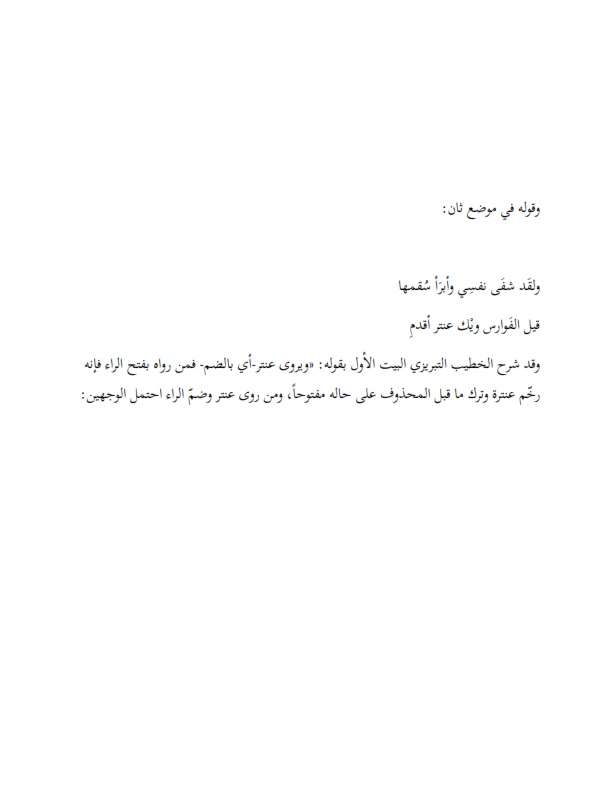 وقوله في موضع ثان:
ولقَد شفَى نفسِي وأبرَأ سُقمها
قيل الفَوارس ويْك عنتر أقدمِ
وقد شرح الخطيب التبريزي البيت الأول بقوله: «ويروى عنتر-أي بالضم- فمن رواه بفتح الراء فإنه
رخّم عنترة وترك ما قبل المحذوف على حاله مفتوحاً، ومن روى عنتر وضمّ الراء احتمل الوجهين: